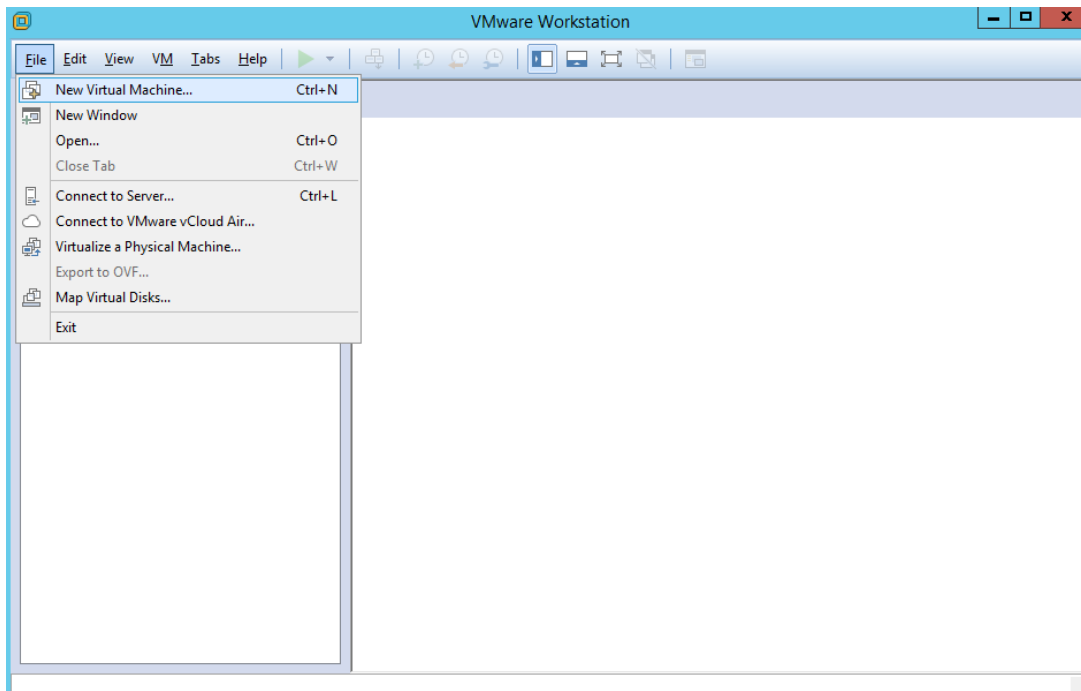 VMware Workstation
File Edit View VM Tabs Help
New Virtual Machine... Ctrl+N
New Window
Open... Ctrl+O
Close Tab Ctrl+W
Connect to Server... Ctrl+L
Connect to VMware vCloud Air...
Virtualize a Physical Machine...
Export to OVF...
Map Virtual Disks...
Exit